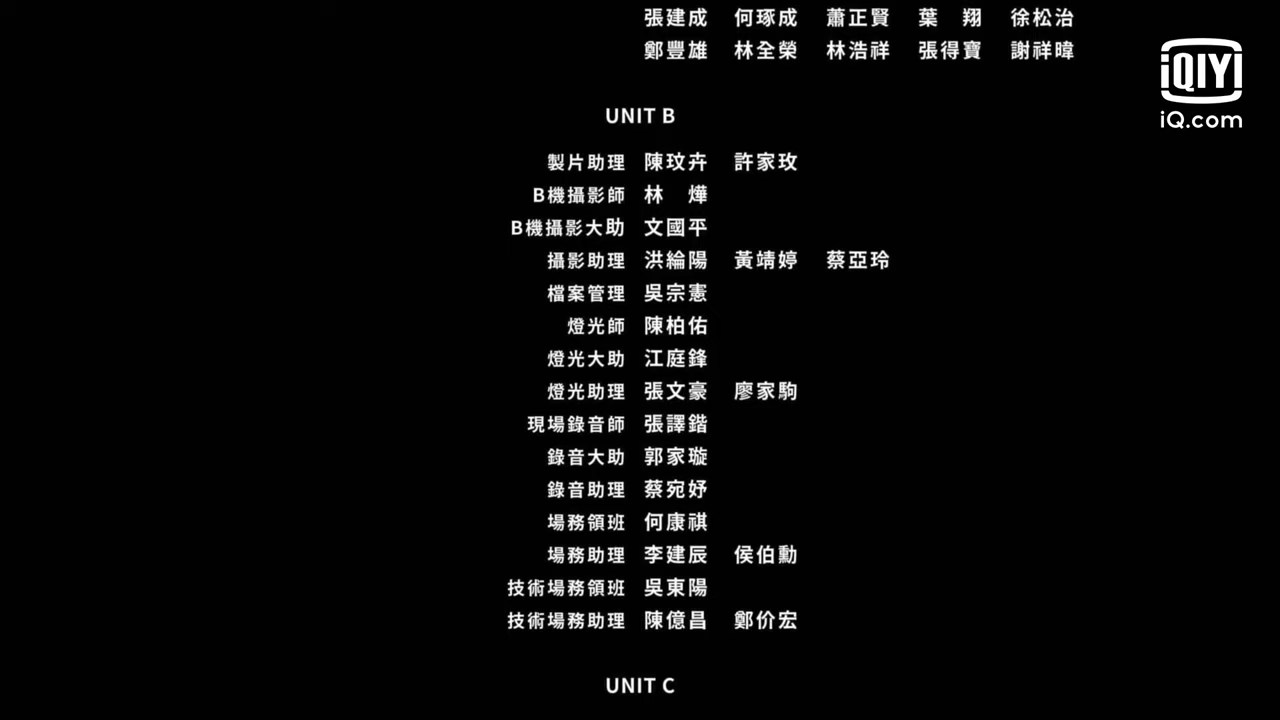 張建成 何琢成 蕭正賢 葉 翔 徐松治
鄭豐雄 林全榮 林浩祥 張得寶 謝祥暐
iQIYI
iQ.com
UNIT B
製片助理 陳玟卉 許家玫
B機攝影師 林 燁
B機攝影大助 文國平
攝影助理 洪綸陽 黃靖婷 蔡亞玲
檔案管理 吳宗憲
燈光師 陳柏佑
燈光大助 江庭鋒
燈光助理 張文豪 廖家駒
現場錄音師 張譯鍇
錄音大助 郭家璇
錄音助理 蔡宛妤
場務領班 何康祺
場務助理 李建辰 侯伯勳
技術場務領班 吳東陽
技術場務助理 陳億昌 鄭价宏
UNIT C